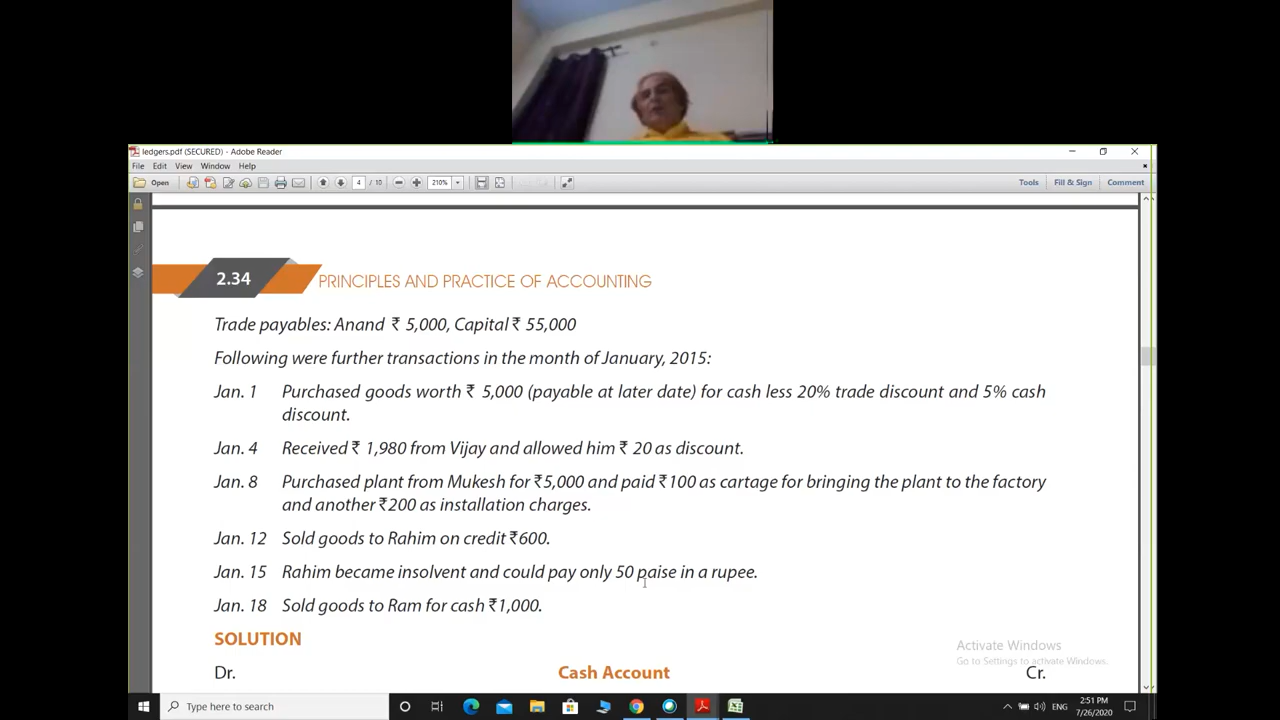 ledgers.pdf (SECURED) - Adobe Reader
File Edit View Window Help
Open 4 / 10 210% Tools Fill & Sign Comment
2.34 PRINCIPLES AND PRACTICE OF ACCOUNTING
Trade payables: Anand ₹ 5,000, Capital ₹ 55,000
Following were further transactions in the month of January, 2015:
Jan. 1 Purchased goods worth ₹ 5,000 (payable at later date) for cash less 20% trade discount and 5% cash
discount.
Jan. 4 Received ₹ 1,980 from Vijay and allowed him ₹ 20 as discount.
Jan. 8 Purchased plant from Mukesh for ₹5,000 and paid ₹100 as cartage for bringing the plant to the factory
and another ₹200 as installation charges.
Jan. 12 Sold goods to Rahim on credit ₹600.
Jan. 15 Rahim became insolvent and could pay only 50 paise in a rupee.
Jan. 18 Sold goods to Ram for cash ₹1,000.
SOLUTION
Activate Windows
Go to Settings to activate Windows.
Dr. Cash Account Cr.
Type here to search
ENG
2:51 PM
7/26/2020